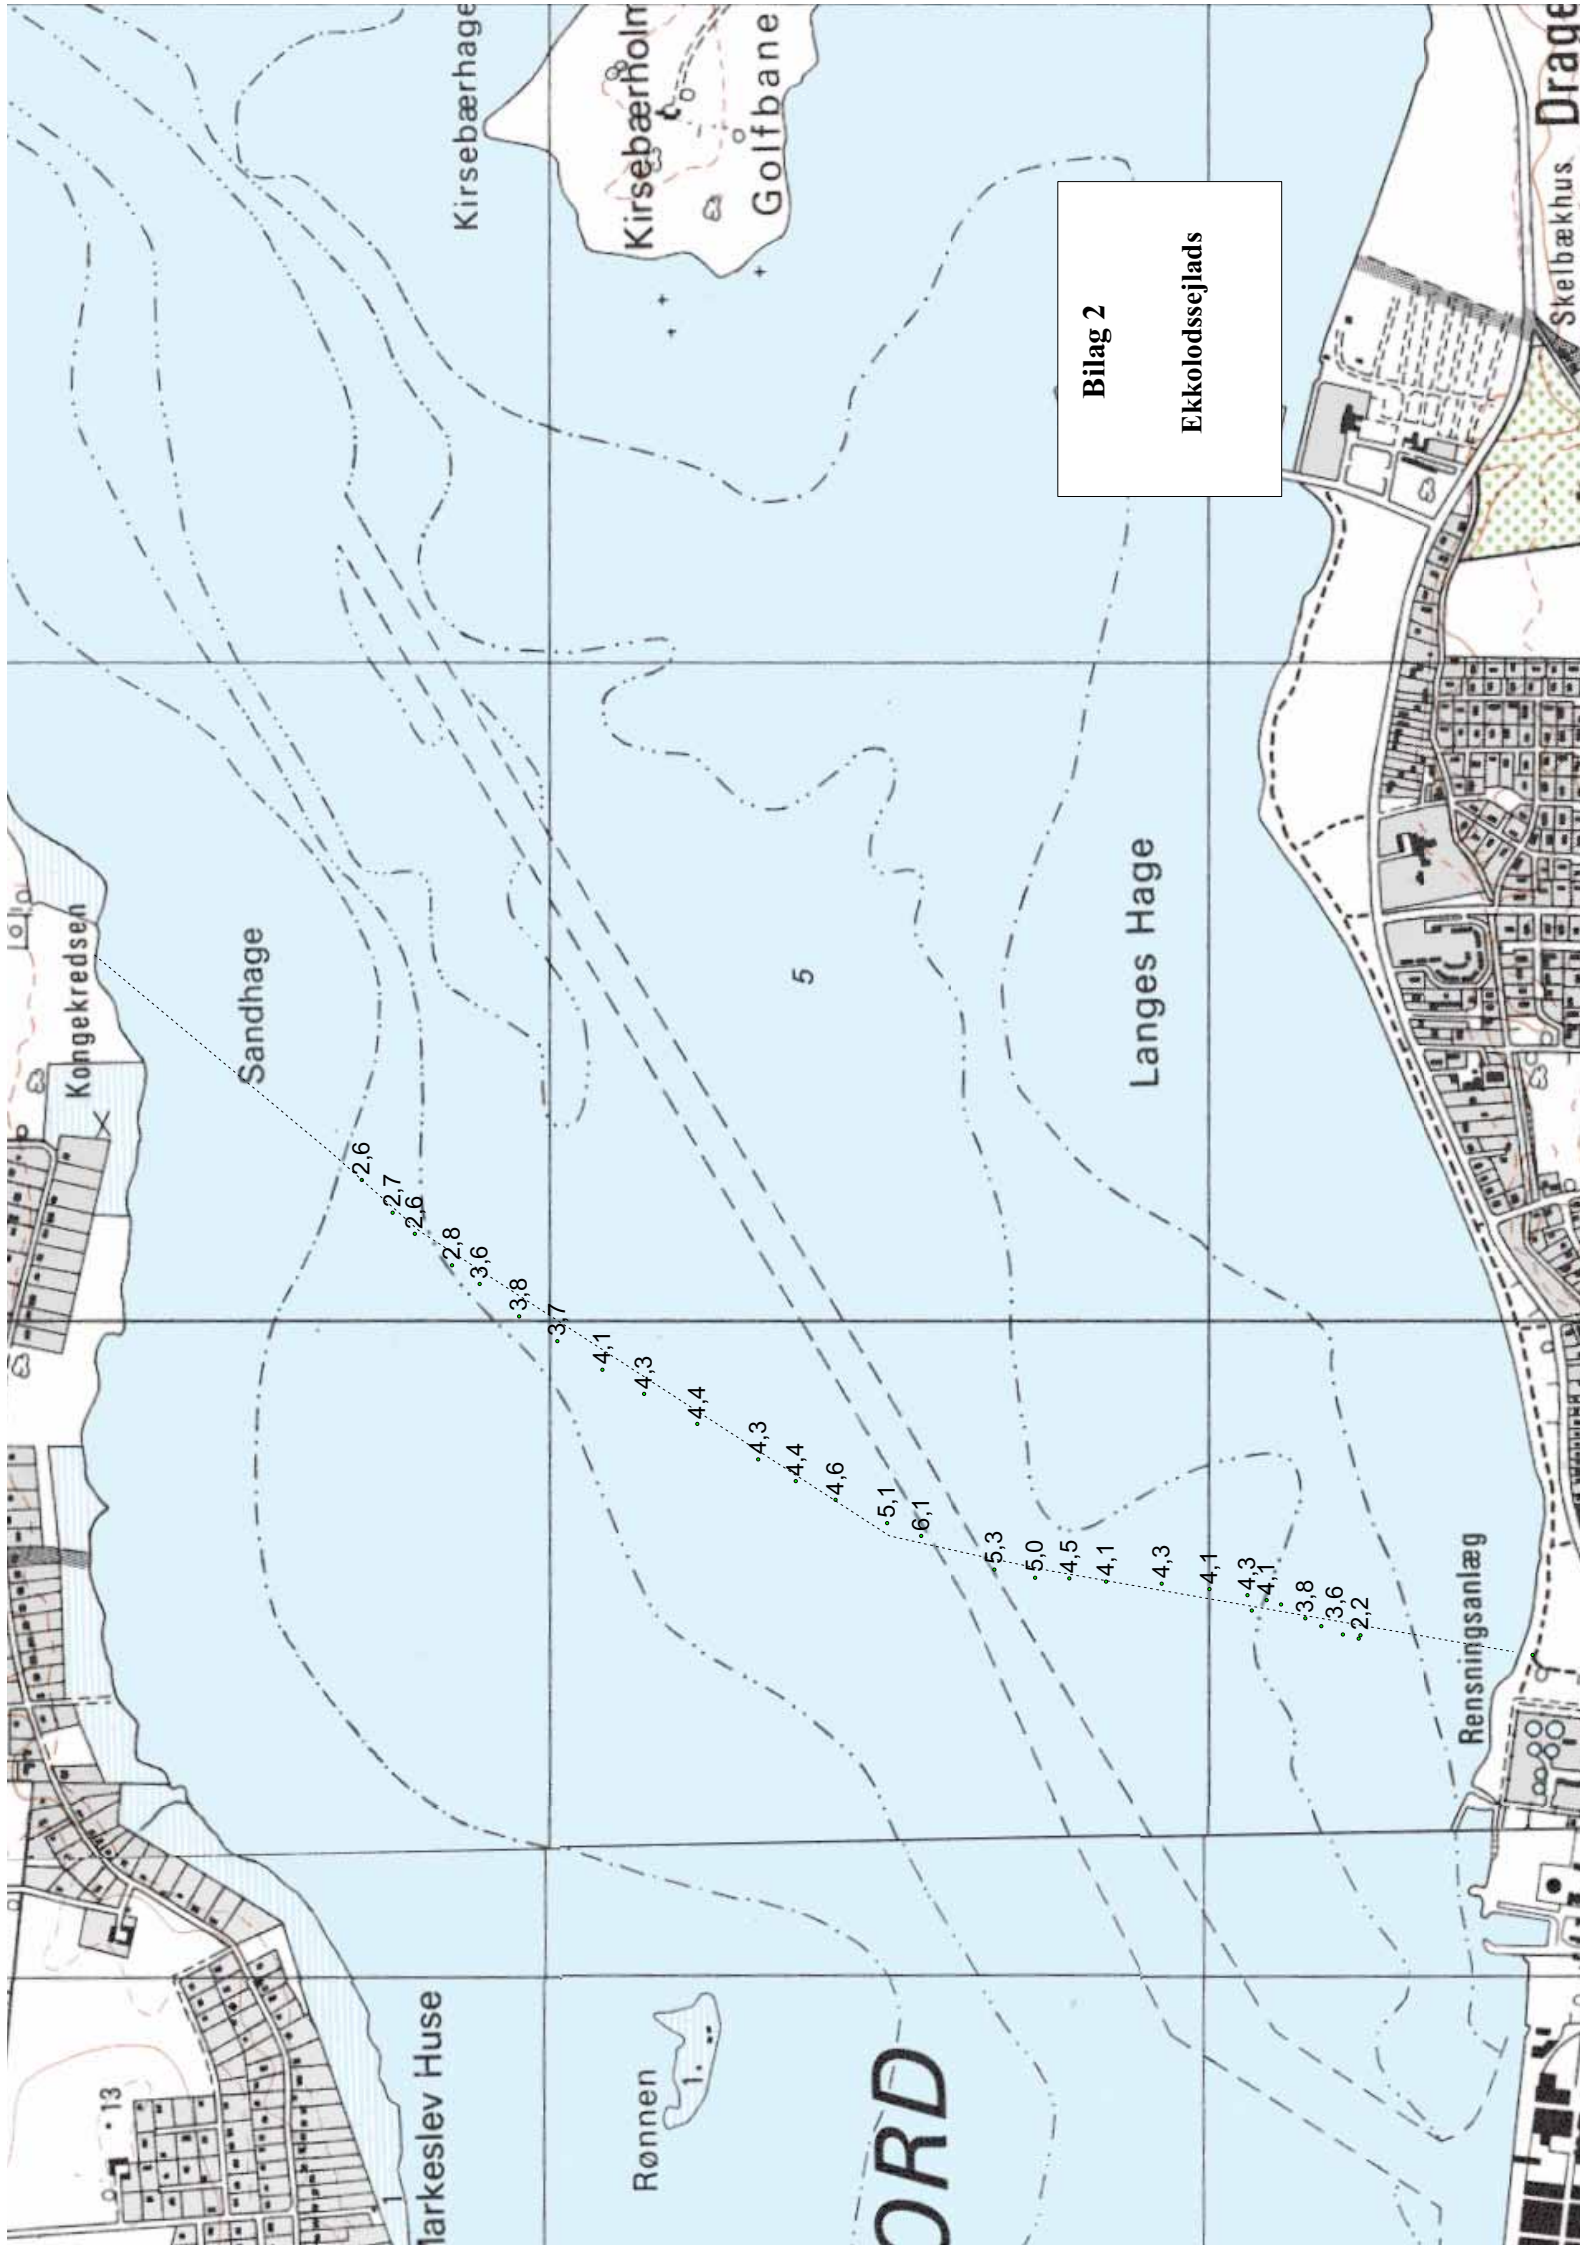 Kirsebærhage
Kirsebærholm
Golfbane
Bilag 2
Ekkolodssejlads
Skelbækhus
Drage
Kongekredsen
Sandhage
5
Langes Hage
2,6
2,7
2,6
2,8
3,6
3,8
3,7
4,1
4,3
4,4
4,3
4,4
4,6
5,1
6,1
5,3
5,0
4,5
4,1
4,3
4,1
4,3
4,1
3,8
3,6
2,2
Rensningsanlæg
13
1
arkeslev Huse
Rønnen
1.
ORD